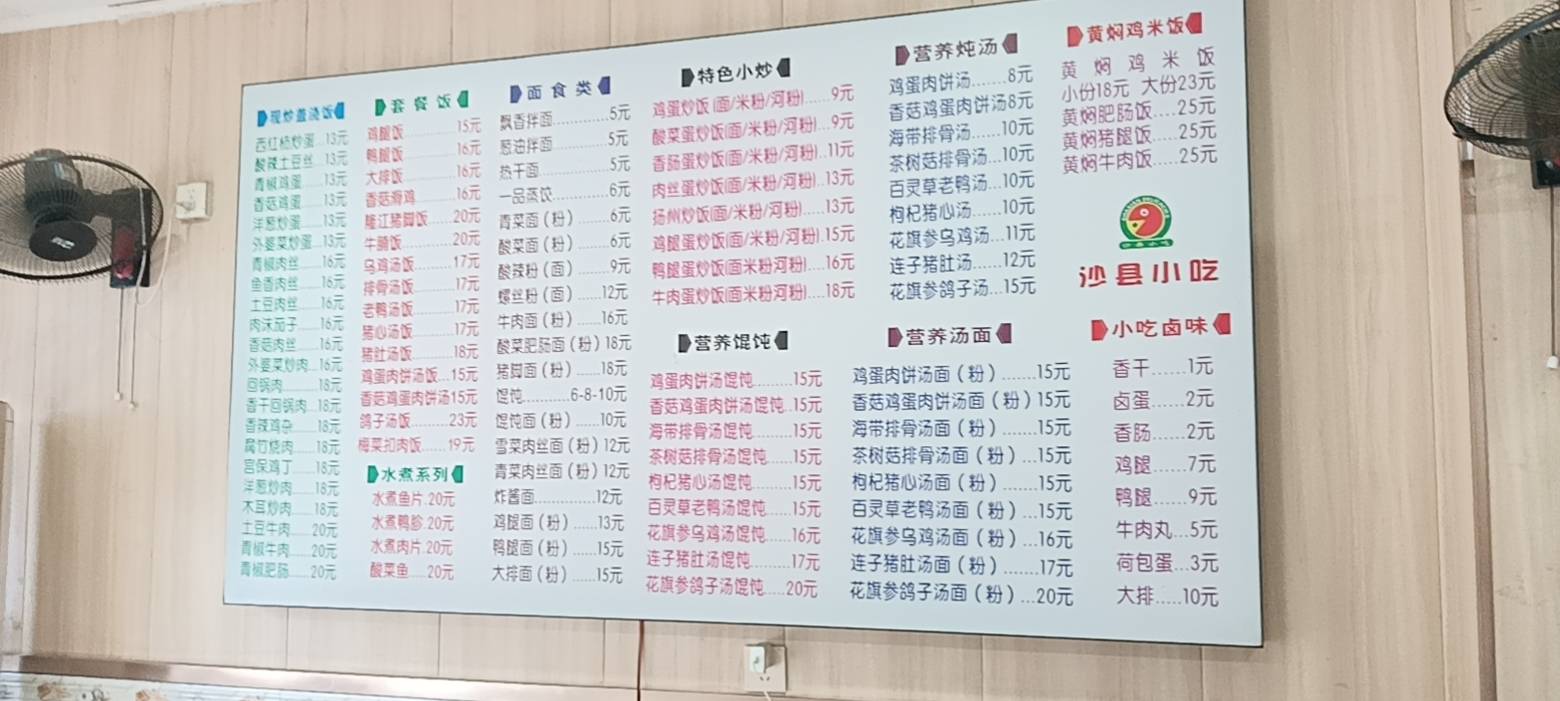 现炒盖浇饭
西红柿炒蛋...13元
酸辣土豆丝...13元
青椒鸡蛋......13元
香菇鸡蛋......13元
洋葱炒蛋......13元
外婆菜炒蛋...13元
青椒肉丝......16元
鱼香肉丝......16元
土豆肉丝......16元
肉沫茄子......16元
香菇肉丝......16元
外婆菜炒肉...16元
回锅肉.........18元
香干回锅肉...18元
香辣鸡杂......18元
腐竹烧肉......18元
宫保鸡丁......18元
洋葱炒肉......18元
木耳炒肉......18元
土豆牛肉......20元
青椒牛肉......20元
青椒肥肠......20元
套餐饭
鸡腿饭............15元
鸭腿饭............16元
大排饭............16元
香菇滑鸡.........16元
隆江猪脚饭......20元
牛腩饭............20元
乌鸡汤饭.........17元
排骨汤饭.........17元
老鸭汤饭.........17元
猪心汤饭.........17元
猪肚汤饭.........18元
鸡蛋肉饼汤饭...15元
香菇鸡蛋肉饼汤15元
鸽子汤饭.........23元
梅菜扣肉饭......19元
水煮系列
水煮鱼片.20元
水煮鸭胗.20元
水煮肉片.20元
酸菜鱼....20元
面食类
飘香拌面............5元
葱油拌面............5元
热干面...............5元
一品蒸饺............6元
青菜面（粉）......6元
酸菜面（粉）......6元
酸辣粉（面）......9元
螺丝粉（面）......12元
牛肉面（粉）......16元
酸菜肥肠面（粉）18元
猪脚面（粉）......18元
馄饨............6-8-10元
馄饨面（粉）......10元
雪菜肉丝面（粉）12元
青菜肉丝面（粉）12元
炸酱面...............12元
鸡腿面（粉）......13元
鸭腿面（粉）......15元
大排面（粉）......15元
特色小炒
鸡蛋炒饭(面/米粉/河粉)......9元
酸菜蛋炒饭(面/米粉/河粉)...9元
香肠蛋炒饭(面/米粉/河粉)..11元
肉丝蛋炒饭(面/米粉/河粉)..13元
扬州炒饭(面/米粉/河粉).....13元
鸡腿蛋炒饭(面/米粉/河粉).15元
鸭腿蛋炒饭(面米粉河粉)....16元
牛肉蛋炒饭(面米粉河粉)....18元
营养馄饨
鸡蛋肉饼汤馄饨.........15元
香菇鸡蛋肉饼汤馄饨..15元
海带排骨汤馄饨.........15元
茶树菇排骨汤馄饨......15元
枸杞猪心汤馄饨.........15元
百灵草老鸭汤馄饨......15元
花旗参乌鸡汤馄饨......16元
连子猪肚汤馄饨.........17元
花旗参鸽子汤馄饨.....20元
营养炖汤
鸡蛋肉饼汤.......8元
香菇鸡蛋肉饼汤8元
海带排骨汤......10元
茶树菇排骨汤...10元
百灵草老鸭汤...10元
枸杞猪心汤......10元
花旗参乌鸡汤...11元
连子猪肚汤......12元
花旗参鸽子汤...15元
营养汤面
鸡蛋肉饼汤面（粉）.......15元
香菇鸡蛋肉饼汤面（粉）15元
海带排骨汤面（粉）.......15元
茶树菇排骨汤面（粉）...15元
枸杞猪心汤面（粉）.......15元
百灵草老鸭汤面（粉）...15元
花旗参乌鸡汤面（粉）...16元
连子猪肚汤面（粉）.......17元
花旗参鸽子汤面（粉）...20元
黄焖鸡米饭
黄焖鸡米饭
小份18元 大份23元
黄焖肥肠饭....25元
黄焖猪腿饭.....25元
黄焖牛肉饭.....25元
沙县小吃
沙县小吃
小吃卤味
香干......1元
卤蛋......2元
香肠......2元
鸡腿......7元
鸭腿......9元
牛肉丸...5元
荷包蛋...3元
大排.....10元